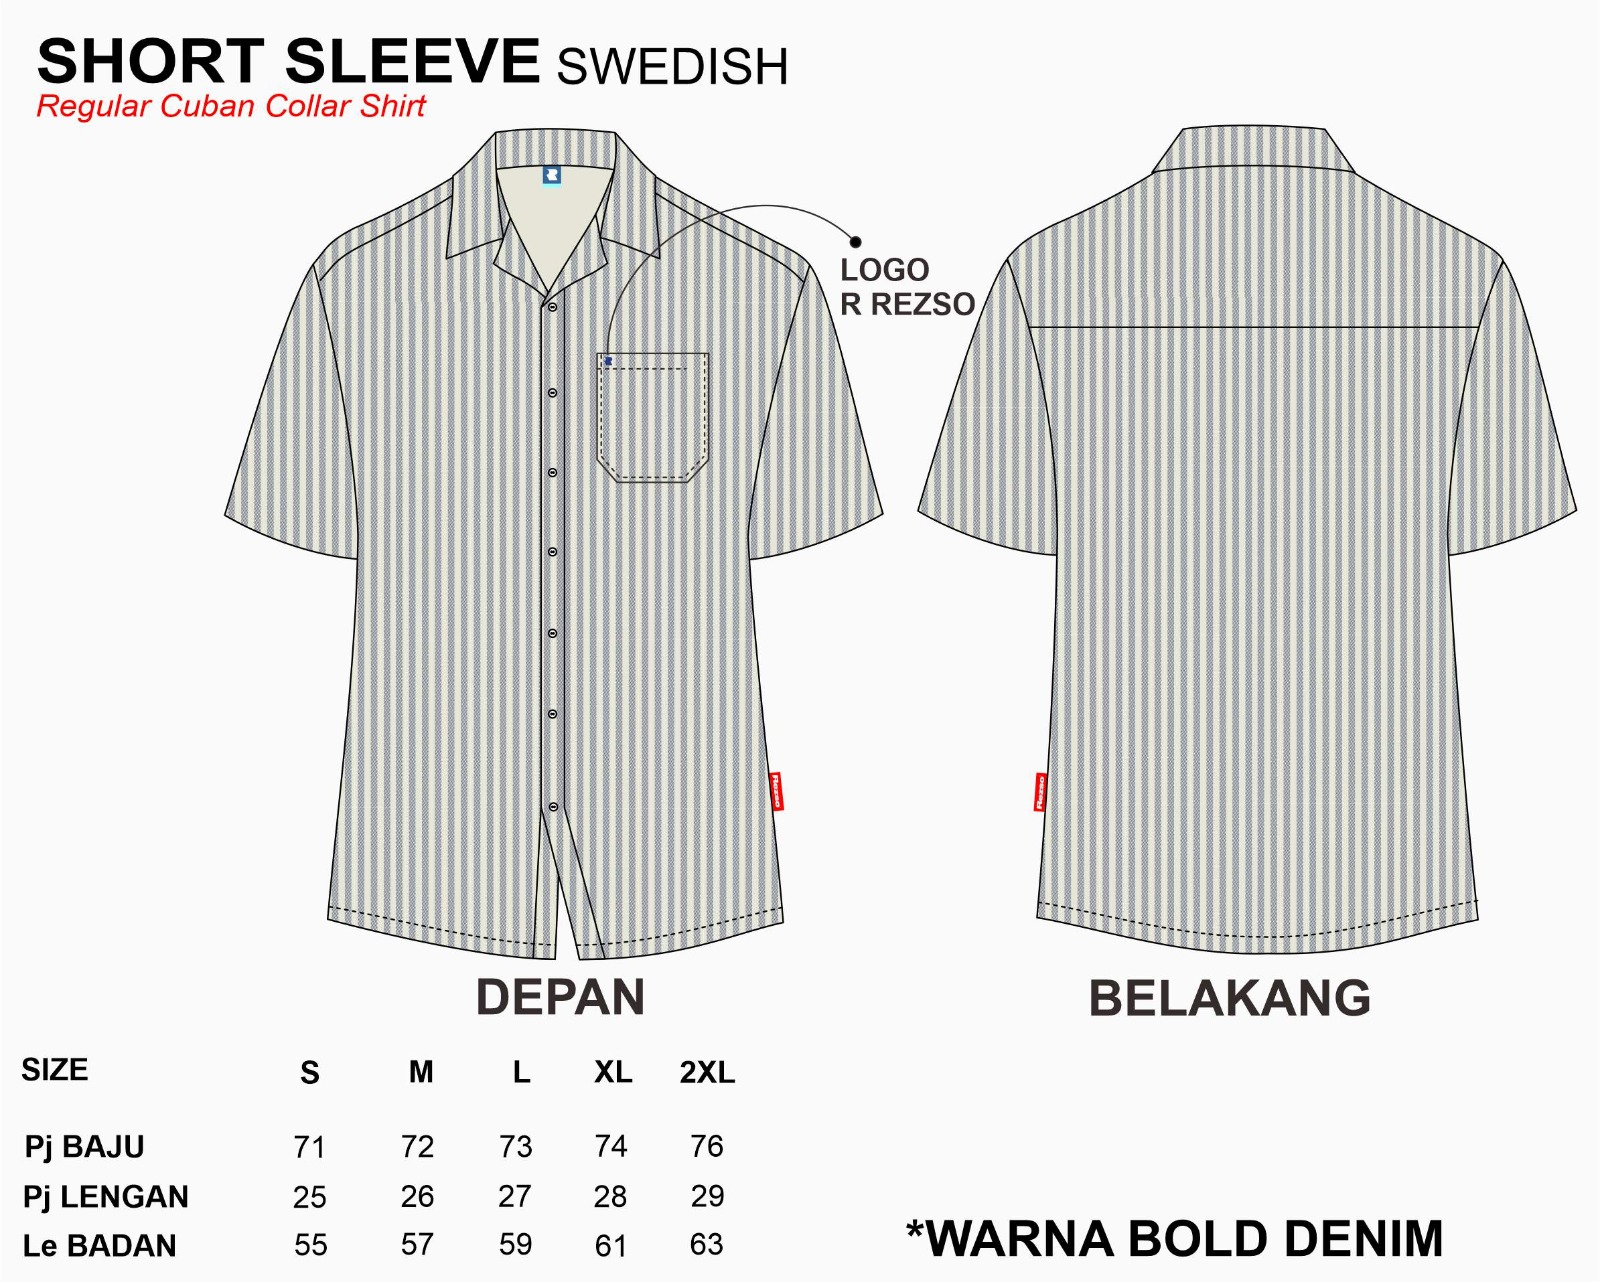 SHORT SLEEVE SWEDISH
Regular Cuban Collar Shirt
LOGO
R REZSO
Rezso
Rezso
DEPAN
BELAKANG
SIZE S M L XL 2XL
Pj BAJU 71 72 73 74 76
Pj LENGAN 25 26 27 28 29
Le BADAN 55 57 59 61 63
*WARNA BOLD DENIM